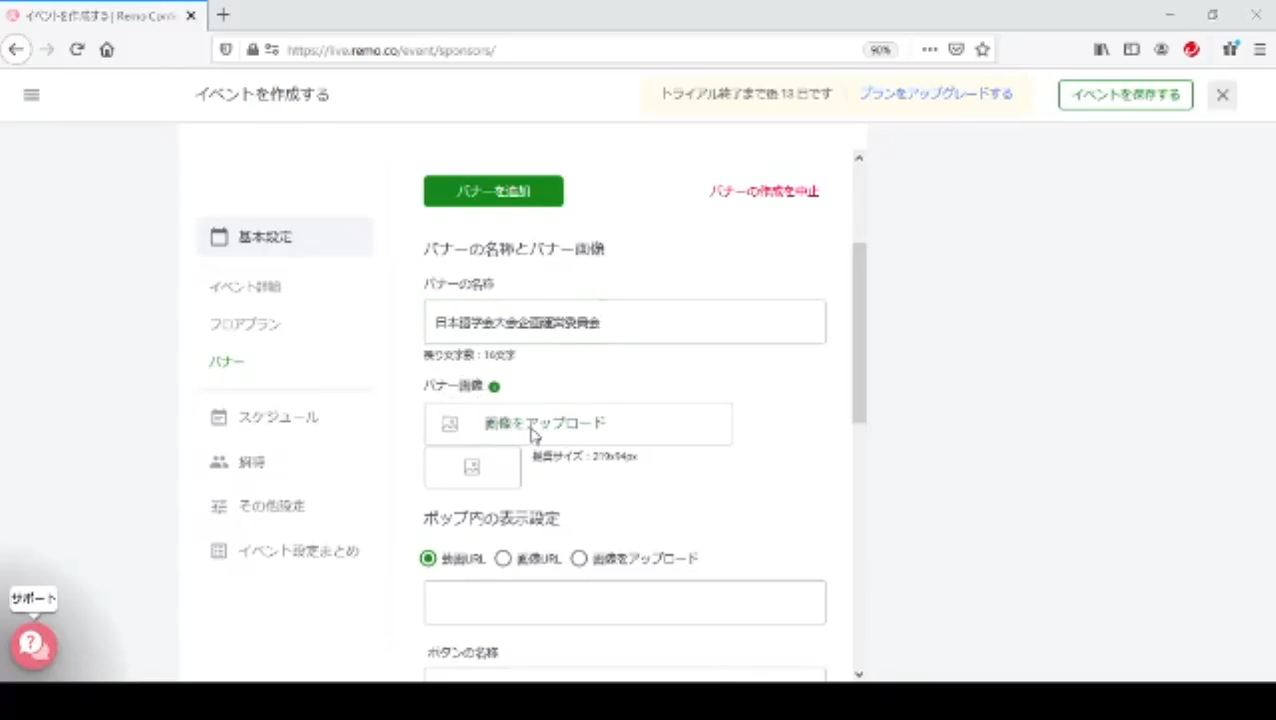 イベントを作成する | Remo Con
https://live.remo.co/event/sponsors/
90%
イベントを作成する
トライアル終了まで後 13 日です
プランをアップグレードする
イベントを保存する
バナーを追加
バナーの作成を中止
基本設定
イベント詳細
フロアプラン
バナー
スケジュール
招待
その他設定
イベント設定まとめ
バナーの名称とバナー画像
バナーの名称
日本語学会大会企画運営委員会
残り文字数：16文字
バナー画像
画像をアップロード
推奨サイズ：219x94px
ポップ内の表示設定
動画URL
画像URL
画像をアップロード
ボタンの名称
サポート